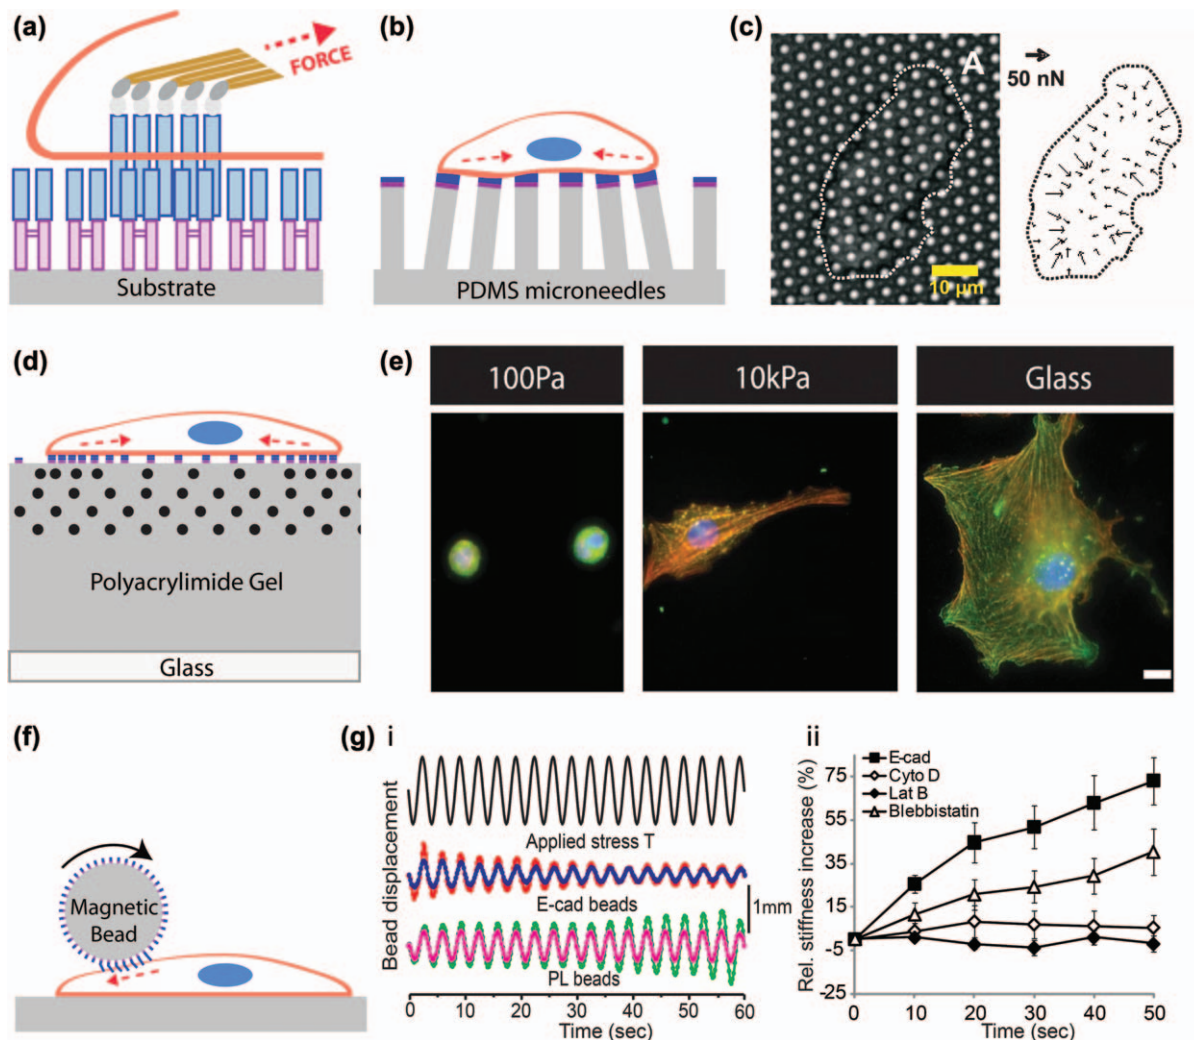 (a)
FORCE
Substrate
(b)
PDMS microneedles
(c)
A
10 µm
50 nN
(d)
Polyacrylimide Gel
Glass
(e)
100Pa
10kPa
Glass
(f)
Magnetic
Bead
(g) i
Bead displacement
Applied stress T
E-cad beads
1mm
PL beads
0 10 20 30 40 50 60
Time (sec)
ii
Rel. stiffness increase (%)
75
55
35
15
-5
-25
E-cad
Cyto D
Lat B
Blebbistatin
0 10 20 30 40 50
Time (sec)